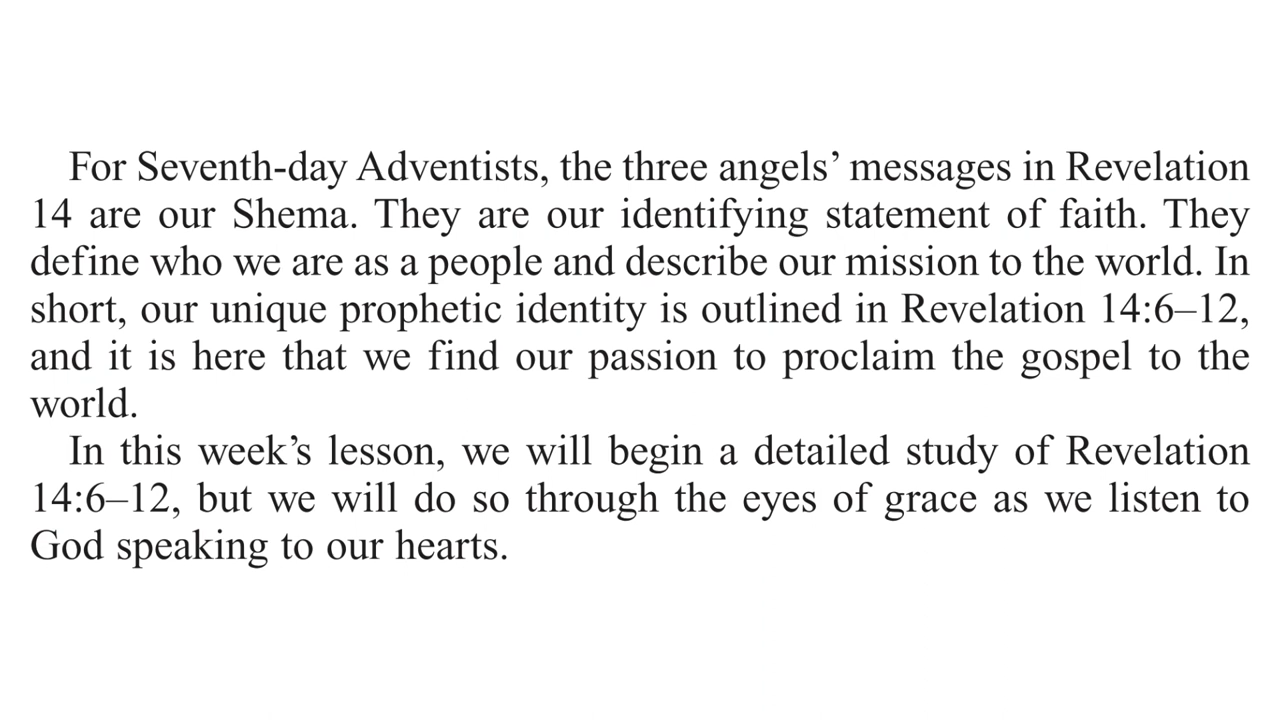 For Seventh-day Adventists, the three angels’ messages in Revelation
14 are our Shema. They are our identifying statement of faith. They
define who we are as a people and describe our mission to the world. In
short, our unique prophetic identity is outlined in Revelation 14:6–12,
and it is here that we find our passion to proclaim the gospel to the
world.
In this week’s lesson, we will begin a detailed study of Revelation
14:6–12, but we will do so through the eyes of grace as we listen to
God speaking to our hearts.